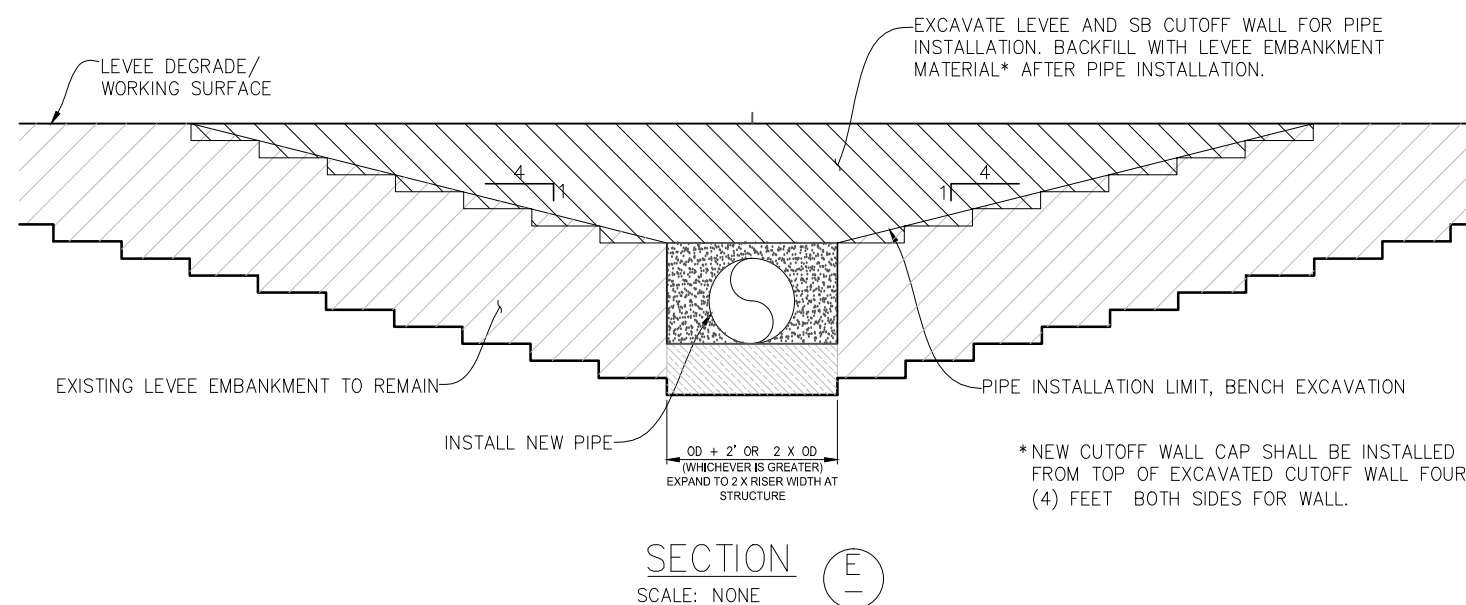 EXCAVATE LEVEE AND SB CUTOFF WALL FOR PIPE
INSTALLATION. BACKFILL WITH LEVEE EMBANKMENT
MATERIAL* AFTER PIPE INSTALLATION.
LEVEE DEGRADE/
WORKING SURFACE
4
1
4
1
EXISTING LEVEE EMBANKMENT TO REMAIN
PIPE INSTALLATION LIMIT, BENCH EXCAVATION
INSTALL NEW PIPE
OD + 2' OR 2 X OD
(WHICHEVER IS GREATER)
EXPAND TO 2 X RISER WIDTH AT
STRUCTURE
* NEW CUTOFF WALL CAP SHALL BE INSTALLED
FROM TOP OF EXCAVATED CUTOFF WALL FOUR
(4) FEET BOTH SIDES FOR WALL.
SECTION
E
–
SCALE: NONE